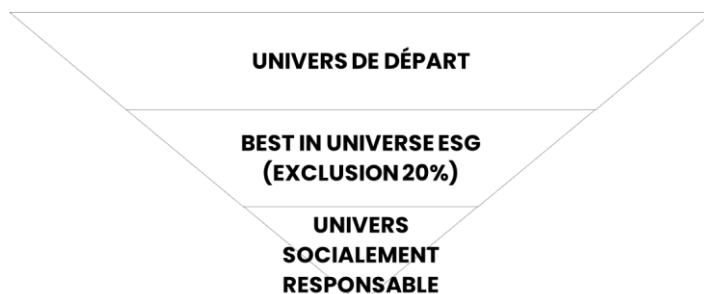 UNIVERS DE DÉPART
BEST IN UNIVERSE ESG
(EXCLUSION 20%)
UNIVERS
SOCIALEMENT
RESPONSABLE